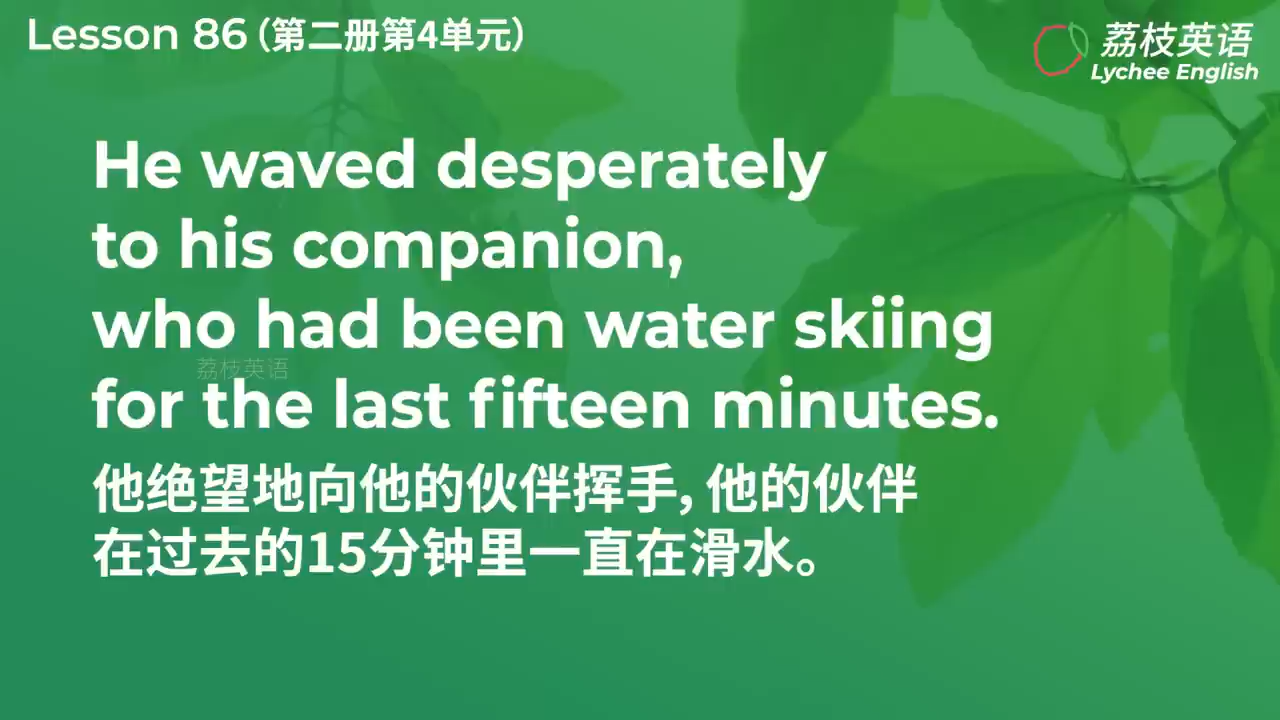 Lesson 86（第二册第4单元）
荔枝英语
Lychee English
He waved desperately
to his companion,
who had been water skiing
荔枝英语
for the last fifteen minutes.
他绝望地向他的伙伴挥手, 他的伙伴
在过去的15分钟里一直在滑水。